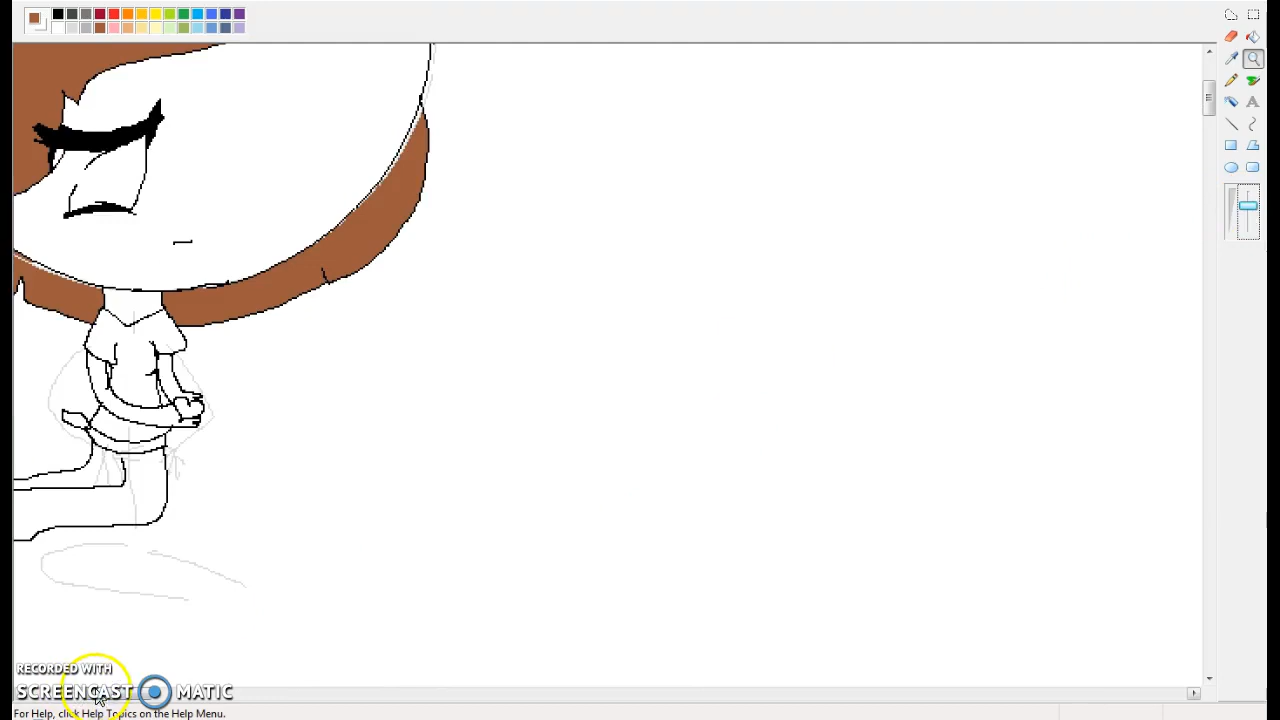 A
RECORDED WITH
SCREENCAST MATIC
For Help, click Help Topics on the Help Menu.